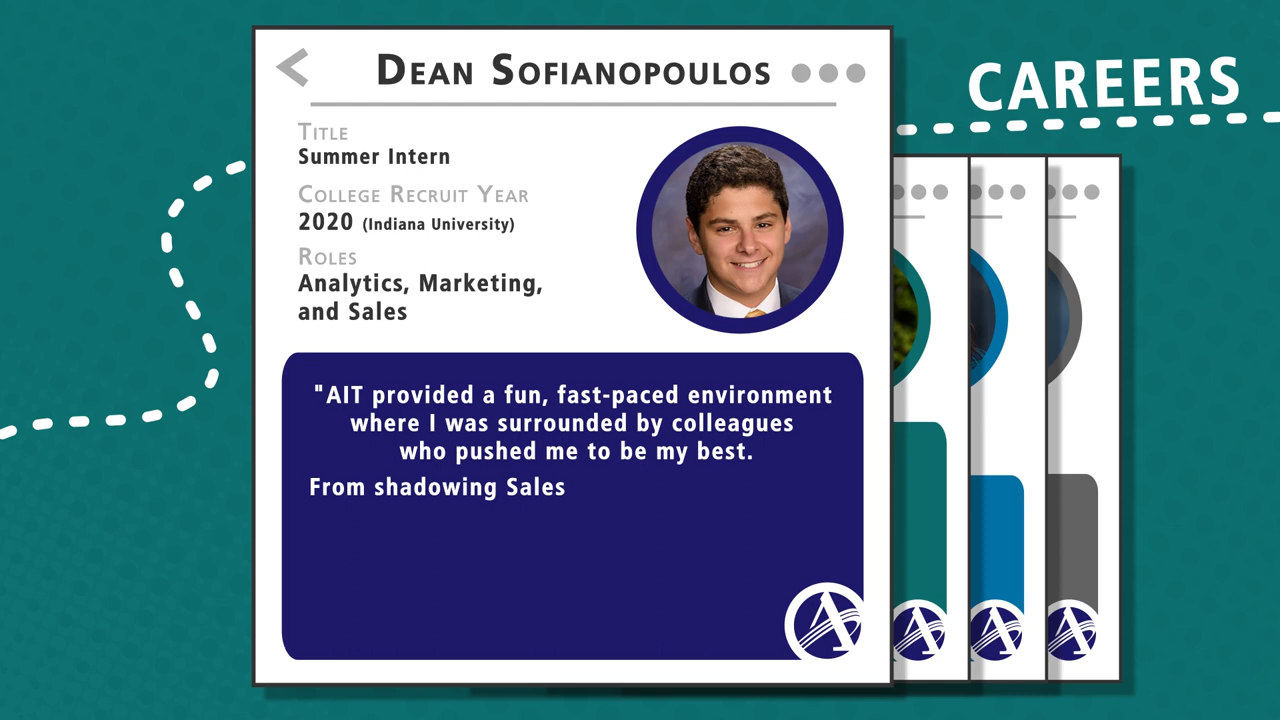 Dean Sofianopoulos
CAREERS
Title
Summer Intern
College Recruit Year
2020 (Indiana University)
Roles
Analytics, Marketing,
and Sales
"AIT provided a fun, fast-paced environment
where I was surrounded by colleagues
who pushed me to be my best.
From shadowing Sales